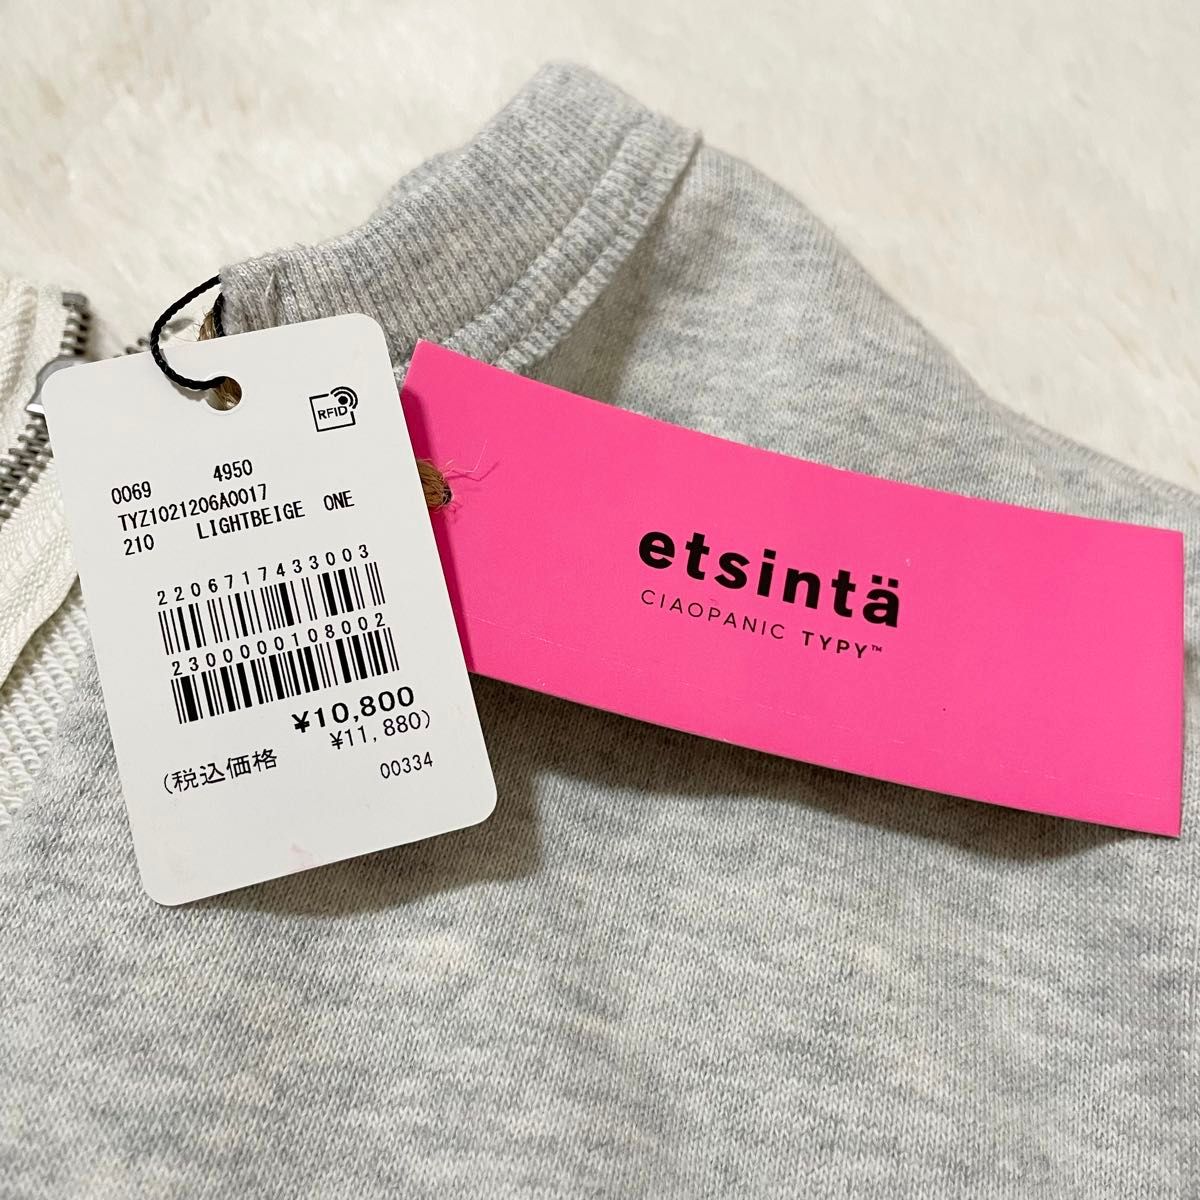 RFID
0069 4950
TYZ1021206A0017
210 LIGHTBEIGE ONE
2206717433003
2300000108002
¥10,800
(税込価格 ¥11,880)
00334
etsintä
CIAOPANIC TYPY™